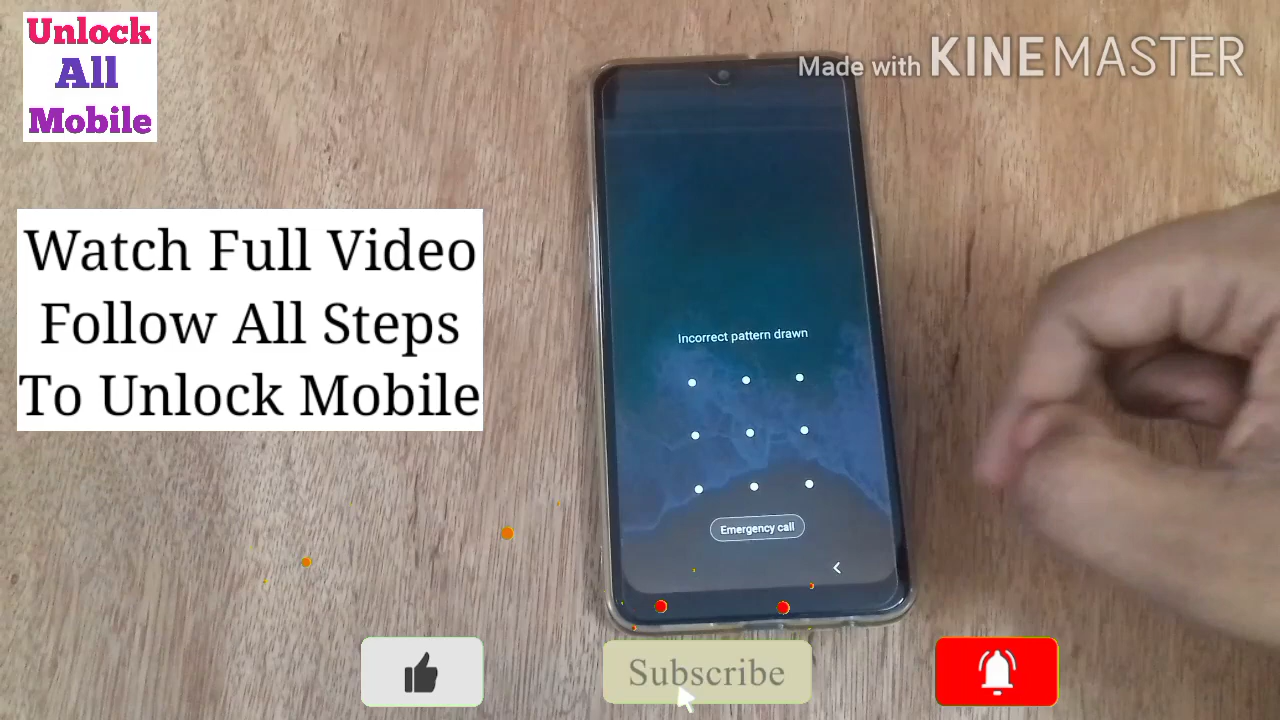 Unlock
All
Mobile
Made with KINEMASTER
Watch Full Video
Follow All Steps
To Unlock Mobile
Incorrect pattern drawn
Emergency call
Subscribe